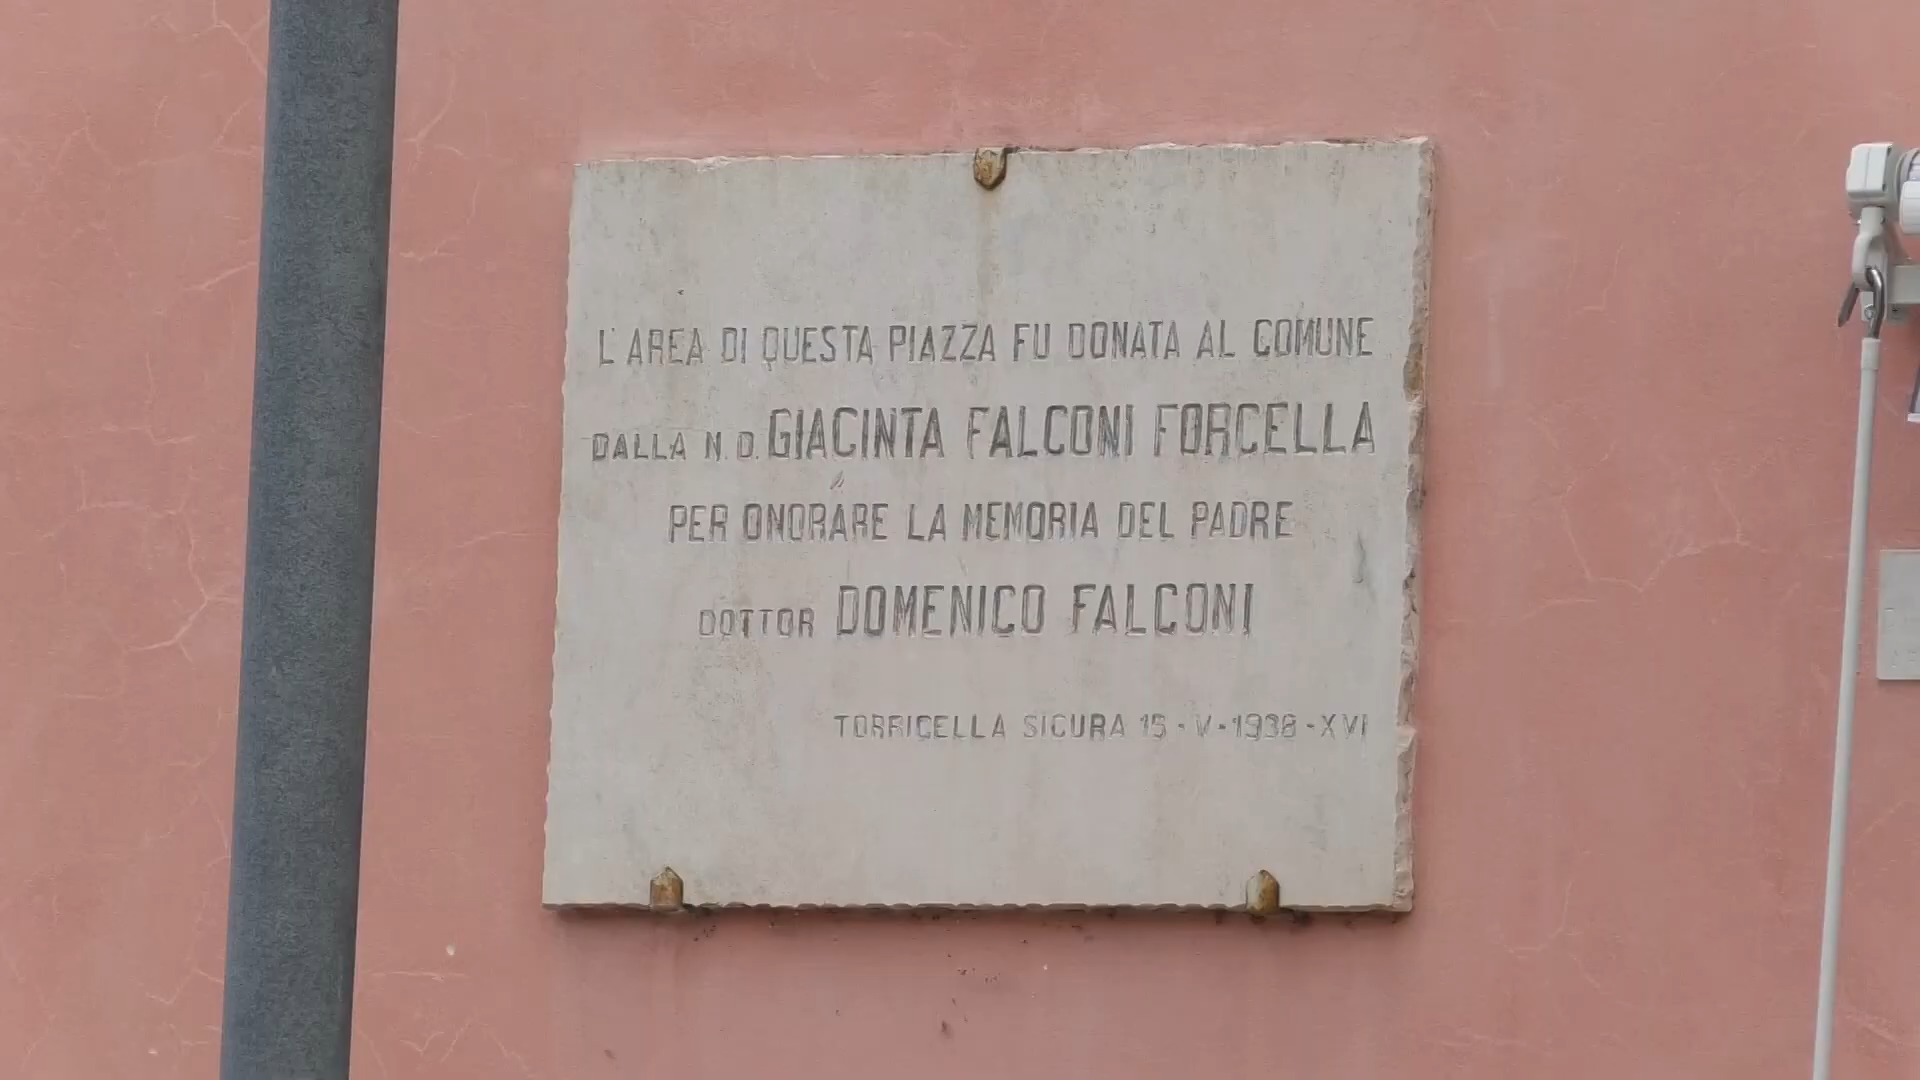 L'AREA DI QUESTA PIAZZA FU DONATA AL COMUNE
DALLA N. D. GIACINTA FALCONI FORCELLA
PER ONORARE LA MEMORIA DEL PADRE
DOTTOR DOMENICO FALCONI
TORRICELLA SICURA 15-V-1938-XVI